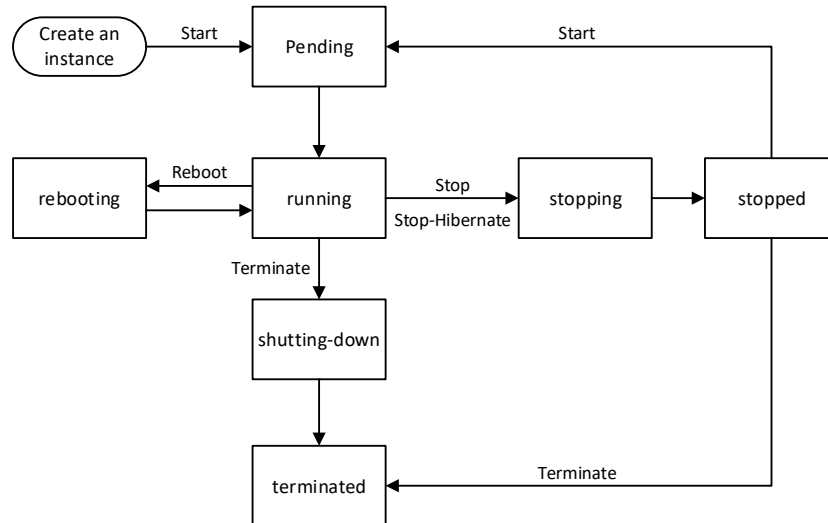 Create an
instance
Start
Pending
Start
rebooting
Reboot
running
Stop
Stop-Hibernate
stopping
stopped
Terminate
shutting-down
terminated
Terminate